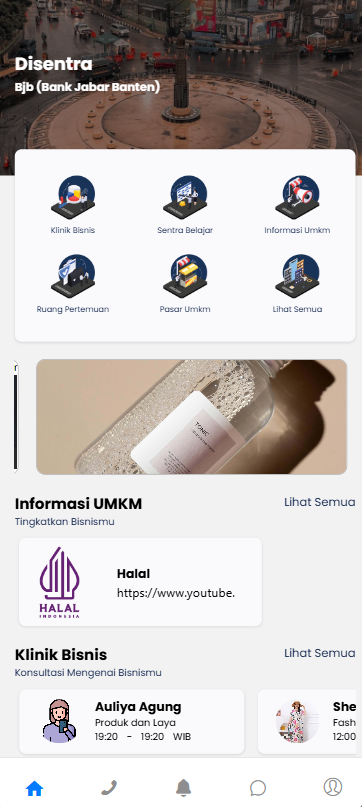 Disentra
Bjb (Bank Jabar Banten)
Klinik Bisnis
Sentra Belajar
Informasi Umkm
Ruang Pertemuan
Pasar Umkm
Lihat Semua
TONIC
Informasi UMKM
Lihat Semua
Tingkatkan Bisnismu
HALAL
INDONESIA
Halal
https://www.youtube.
Klinik Bisnis
Lihat Semua
Konsultasi Mengenai Bisnismu
Auliya Agung
Produk dan Laya
19:20 - 19:20 WIB
She
Fash
12:00